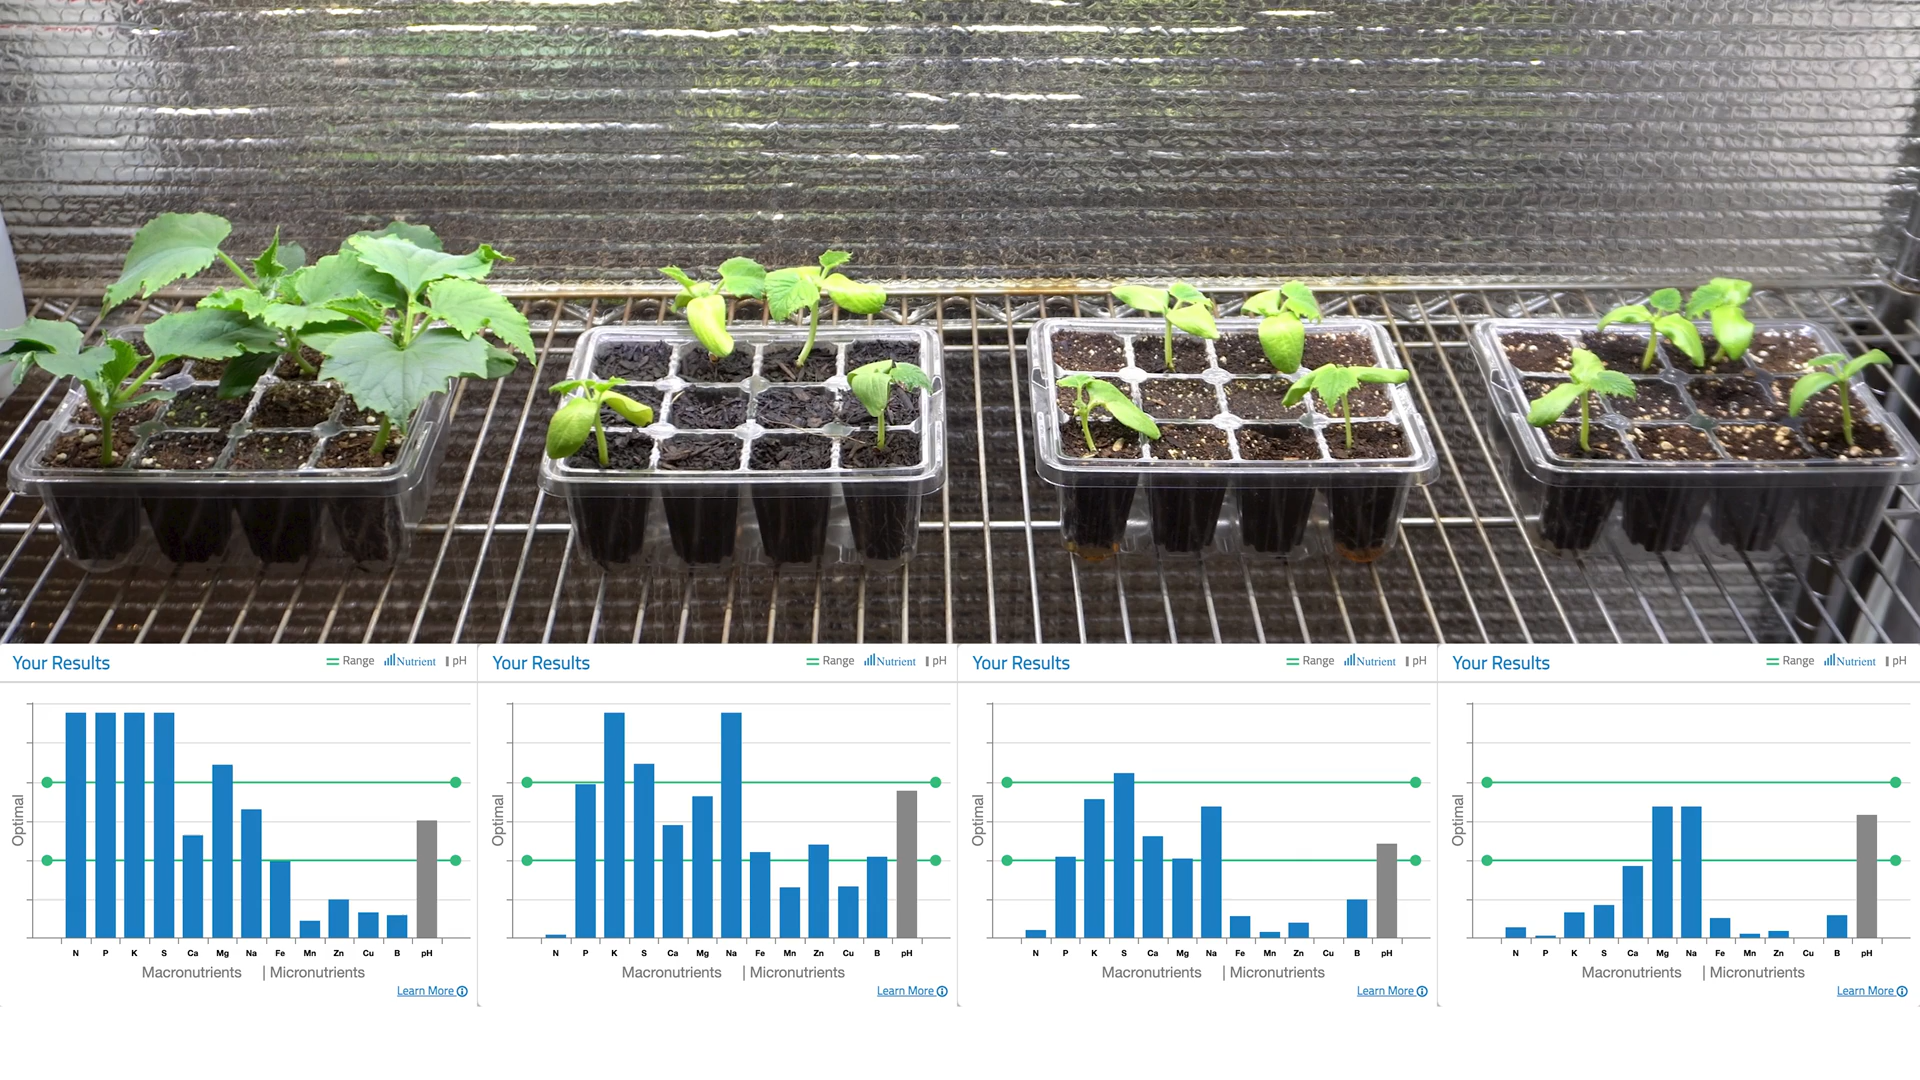 Your Results Range Nutrient pH
Optimal
N P K S Ca Mg Na Fe Mn Zn Cu B pH
Macronutrients | Micronutrients
Learn More
Your Results Range Nutrient pH
Optimal
N P K S Ca Mg Na Fe Mn Zn Cu B pH
Macronutrients | Micronutrients
Learn More
Your Results Range Nutrient pH
Optimal
N P K S Ca Mg Na Fe Mn Zn Cu B pH
Macronutrients | Micronutrients
Learn More
Your Results Range Nutrient pH
Optimal
N P K S Ca Mg Na Fe Mn Zn Cu B pH
Macronutrients | Micronutrients
Learn More